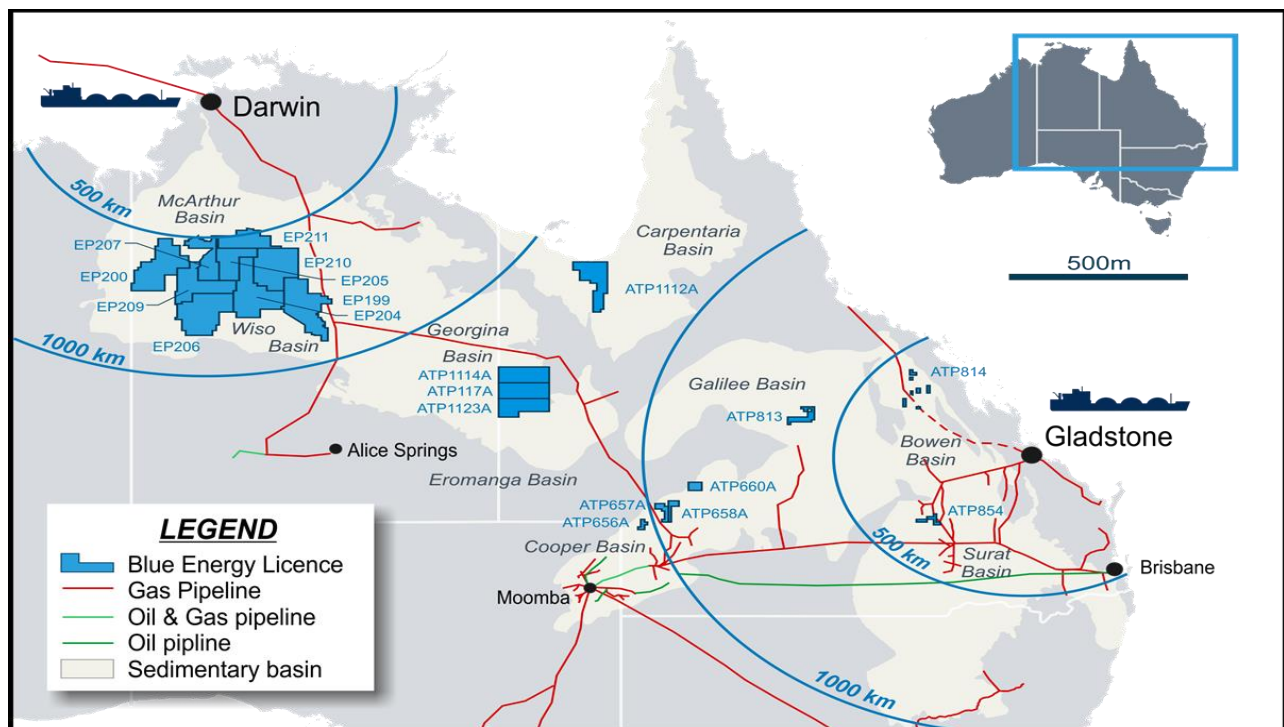 Darwin
500 km
McArthur
Basin
EP207
EP211
EP200
EP210
EP205
EP209
EP199
EP204
Wiso
Basin
EP206
1000 km
Carpentaria
Basin
ATP1112A
500m
Georgina
Basin
ATP1114A
ATP117A
ATP1123A
Galilee Basin
ATP813
ATP814
Gladstone
Bowen
Basin
Alice Springs
Eromanga Basin
ATP660A
ATP657A
ATP658A
ATP656A
ATP854
Cooper Basin
500 km
Surat
Basin
Brisbane
Moomba
1000 km
LEGEND
Blue Energy Licence
Gas Pipeline
Oil & Gas pipeline
Oil pipline
Sedimentary basin